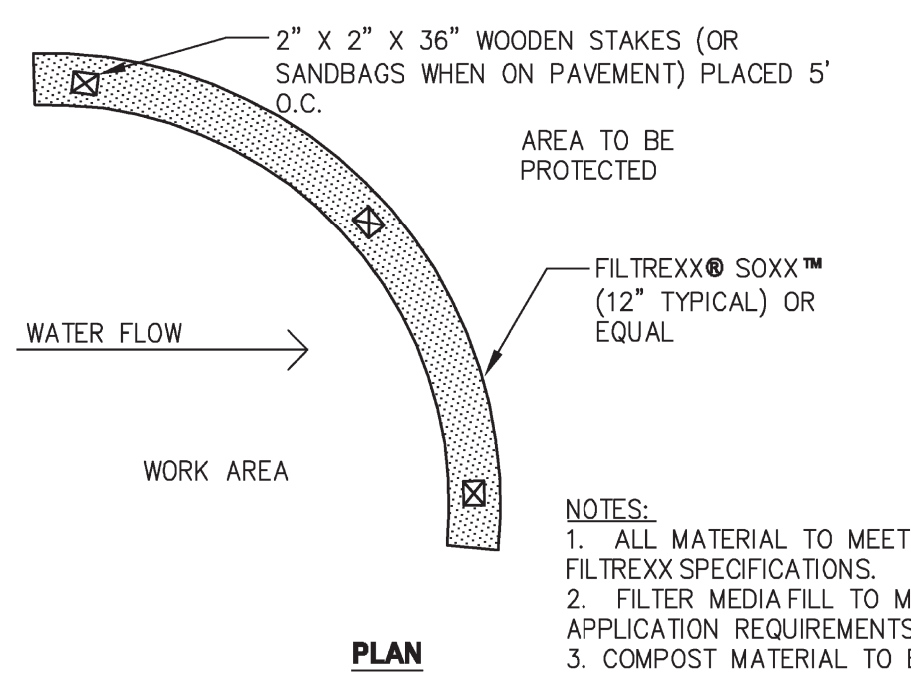 2” X 2” X 36” WOODEN STAKES (OR
SANDBAGS WHEN ON PAVEMENT) PLACED 5'
O.C.
AREA TO BE
PROTECTED
FILTREXX® SOXX™
(12” TYPICAL) OR
EQUAL
WATER FLOW
WORK AREA
NOTES:
1. ALL MATERIAL TO MEET
FILTREXX SPECIFICATIONS.
2. FILTER MEDIA FILL TO
APPLICATION REQUIREMENTS
3. COMPOST MATERIAL TO
PLAN